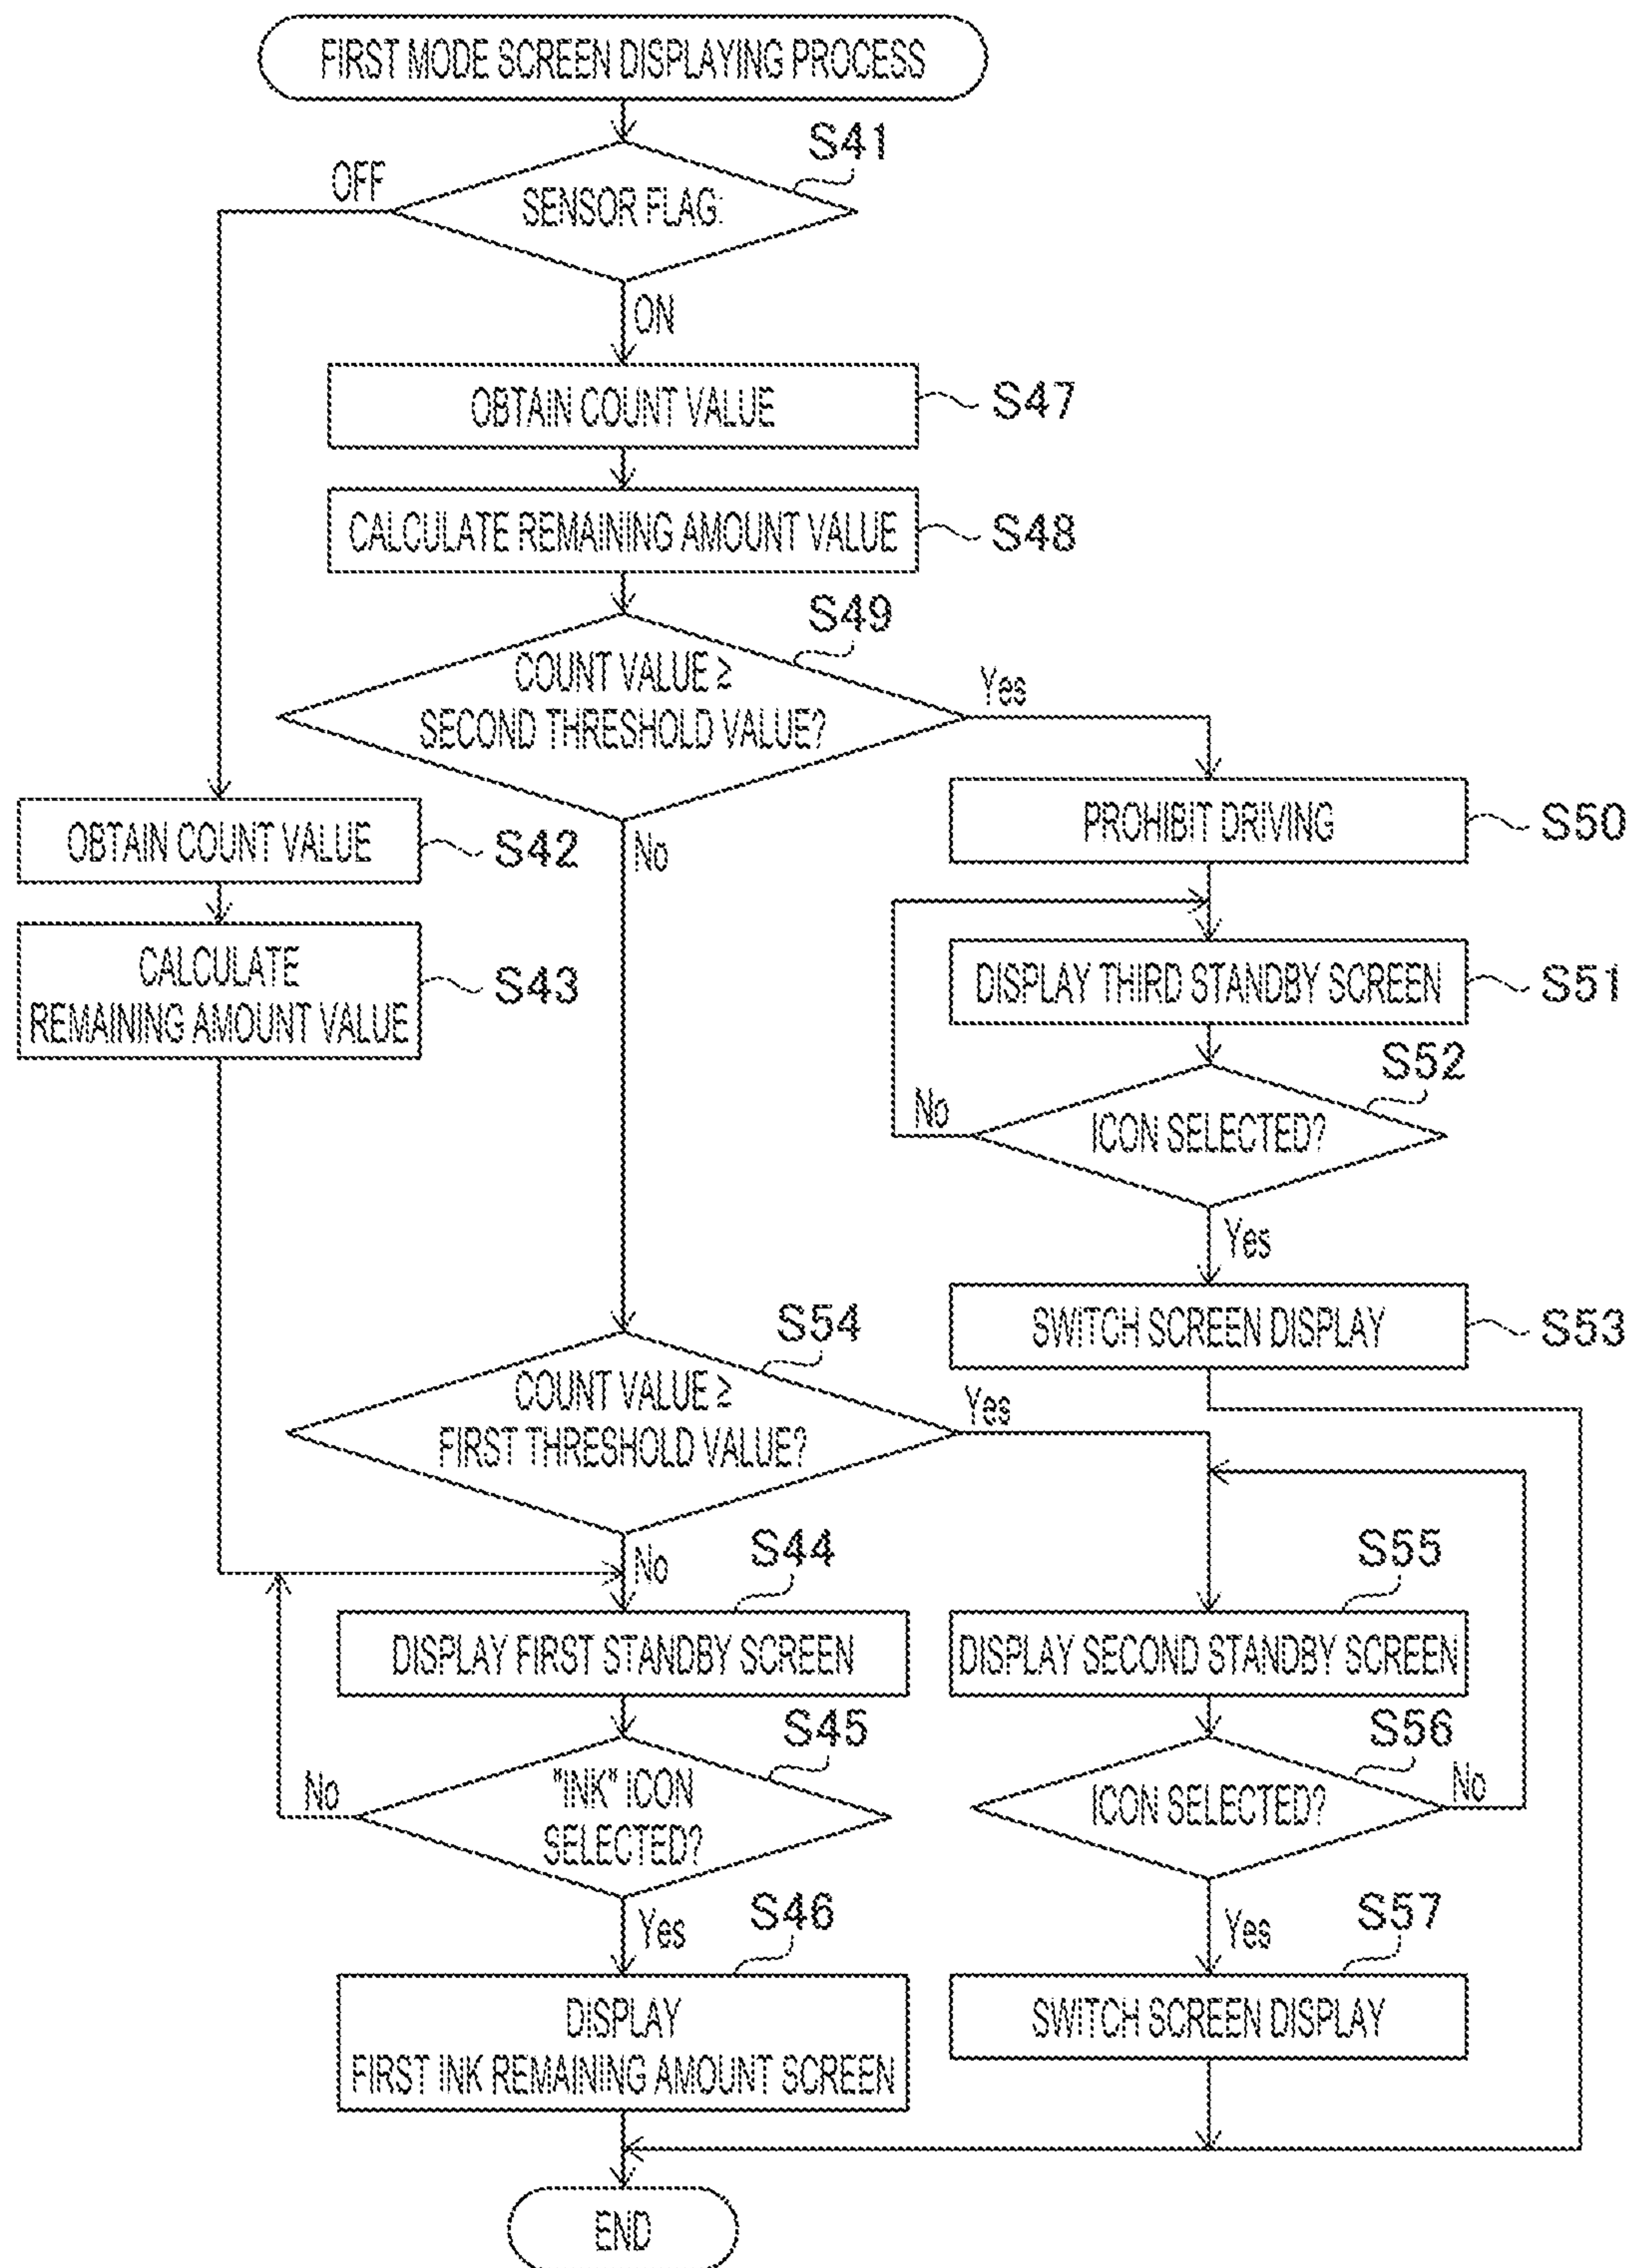 FIRST MODE SCREEN DISPLAYING PROCESS
S41
OFF
SENSOR FLAG:
ON
OBTAIN COUNT VALUE
S47
CALCULATE REMAINING AMOUNT VALUE
S48
S49
COUNT VALUE ≥
SECOND THRESHOLD VALUE?
Yes
No
PROHIBIT DRIVING
S50
OBTAIN COUNT VALUE
S42
CALCULATE
REMAINING AMOUNT VALUE
S43
DISPLAY THIRD STANDBY SCREEN
S51
S52
No
ICON SELECTED?
Yes
SWITCH SCREEN DISPLAY
S53
S54
COUNT VALUE ≥
FIRST THRESHOLD VALUE?
Yes
No
S44
DISPLAY FIRST STANDBY SCREEN
S55
DISPLAY SECOND STANDBY SCREEN
S45
No
"INK" ICON
SELECTED?
Yes
S56
ICON SELECTED?
No
Yes
S46
DISPLAY
FIRST INK REMAINING AMOUNT SCREEN
S57
SWITCH SCREEN DISPLAY
END